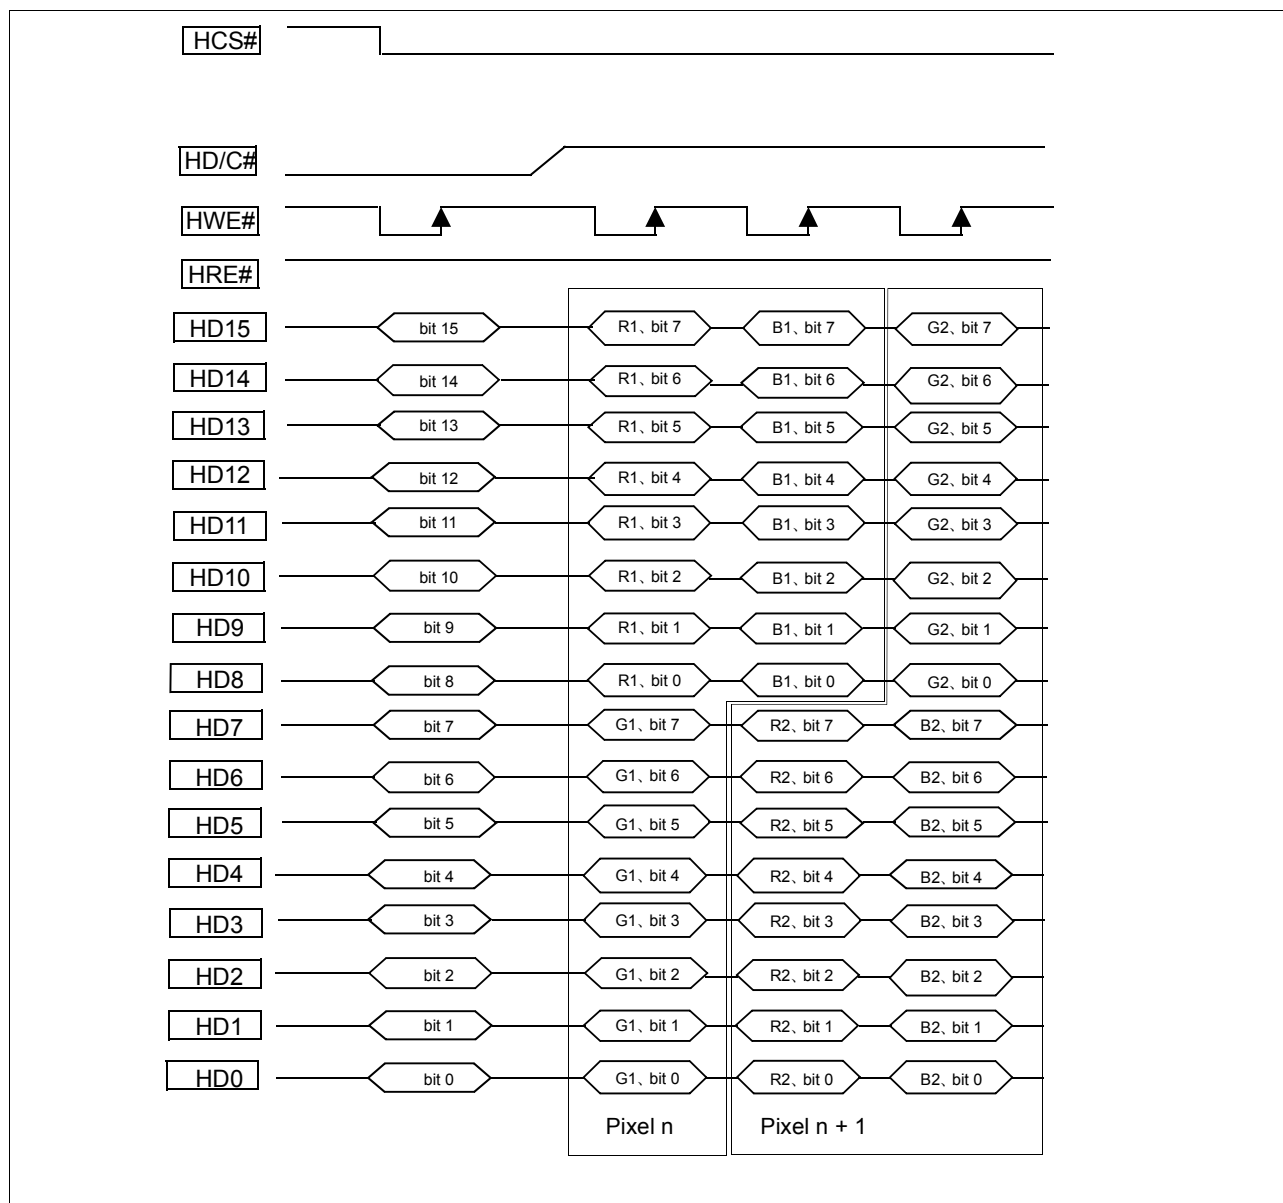 HCS#
HD/C#
HWE#
HRE#
HD15 bit 15 R1、bit 7 B1、bit 7 G2、bit 7
HD14 bit 14 R1、bit 6 B1、bit 6 G2、bit 6
HD13 bit 13 R1、bit 5 B1、bit 5 G2、bit 5
HD12 bit 12 R1、bit 4 B1、bit 4 G2、bit 4
HD11 bit 11 R1、bit 3 B1、bit 3 G2、bit 3
HD10 bit 10 R1、bit 2 B1、bit 2 G2、bit 2
HD9 bit 9 R1、bit 1 B1、bit 1 G2、bit 1
HD8 bit 8 R1、bit 0 B1、bit 0 G2、bit 0
HD7 bit 7 G1、bit 7 R2、bit 7 B2、bit 7
HD6 bit 6 G1、bit 6 R2、bit 6 B2、bit 6
HD5 bit 5 G1、bit 5 R2、bit 5 B2、bit 5
HD4 bit 4 G1、bit 4 R2、bit 4 B2、bit 4
HD3 bit 3 G1、bit 3 R2、bit 3 B2、bit 3
HD2 bit 2 G1、bit 2 R2、bit 2 B2、bit 2
HD1 bit 1 G1、bit 1 R2、bit 1 B2、bit 1
HD0 bit 0 G1、bit 0 R2、bit 0 B2、bit 0
Pixel n Pixel n + 1